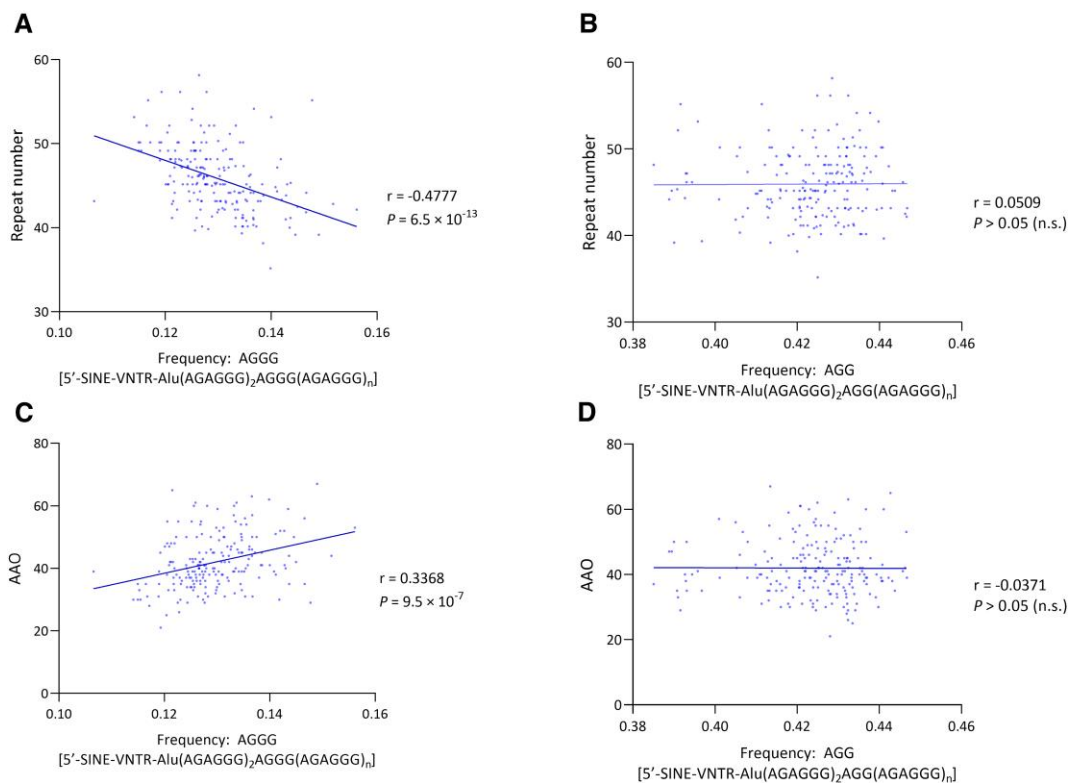 A
60
50
40
30
Repeat number
0.10 0.12 0.14 0.16
r = -0.4777
P = 6.5 × 10⁻¹³
Frequency: AGGG
[5’-SINE-VNTR-Alu(AGAGGG)₂AGGG(AGAGGG)ₙ]
B
60
50
40
30
Repeat number
0.38 0.40 0.42 0.44 0.46
r = 0.0509
P > 0.05 (n.s.)
Frequency: AGG
[5’-SINE-VNTR-Alu(AGAGGG)₂AGG(AGAGGG)ₙ]
C
80
60
40
20
0
AAO
0.10 0.12 0.14 0.16
r = 0.3368
P = 9.5 × 10⁻⁷
Frequency: AGGG
[5’-SINE-VNTR-Alu(AGAGGG)₂AGGG(AGAGGG)ₙ]
D
80
60
40
20
0
AAO
0.38 0.40 0.42 0.44 0.46
r = -0.0371
P > 0.05 (n.s.)
Frequency: AGG
[5’-SINE-VNTR-Alu(AGAGGG)₂AGG(AGAGGG)ₙ]